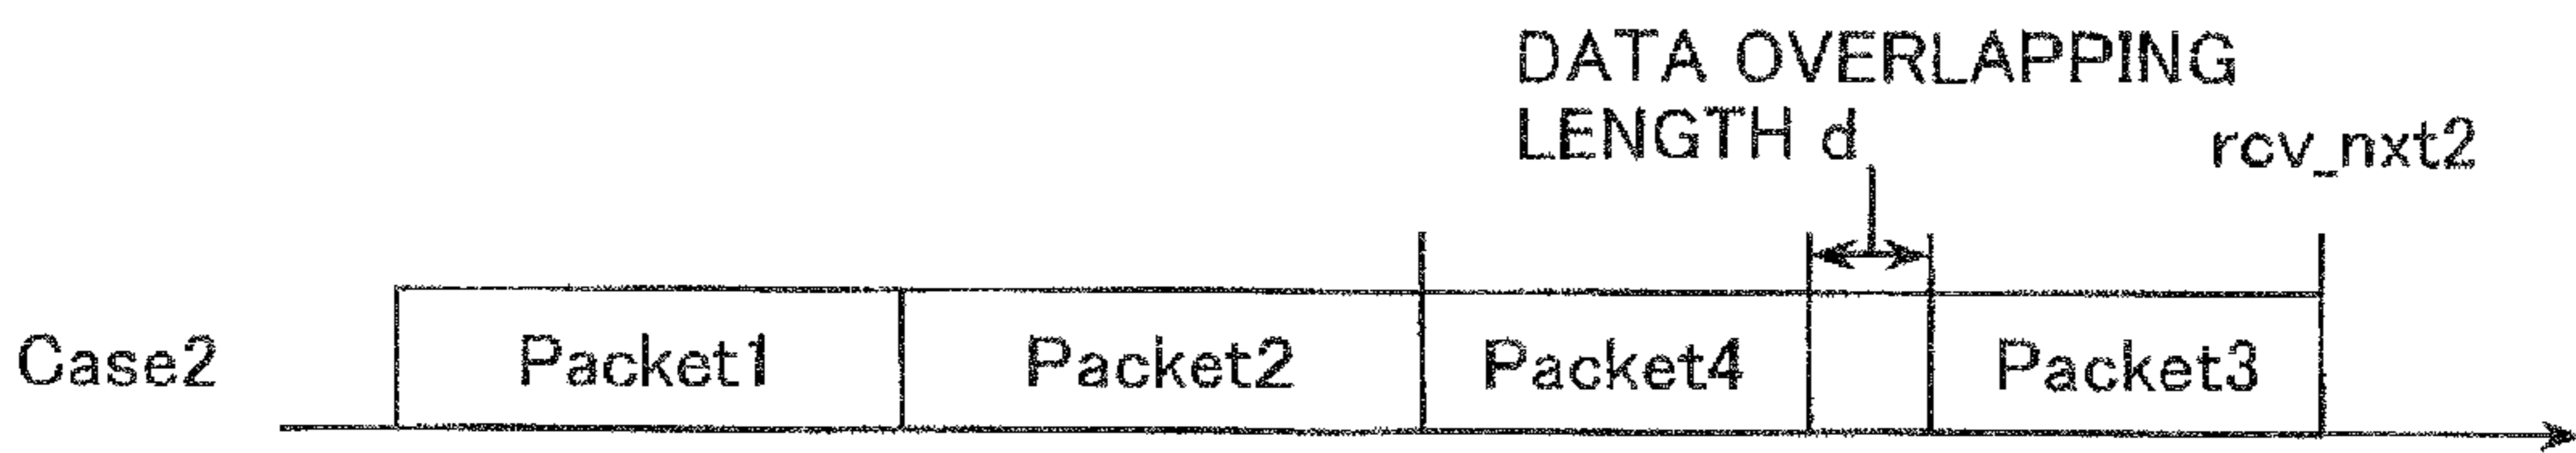 DATA OVERLAPPING
LENGTH d
rcv_nxt2
Case2
Packet1
Packet2
Packet4
Packet3